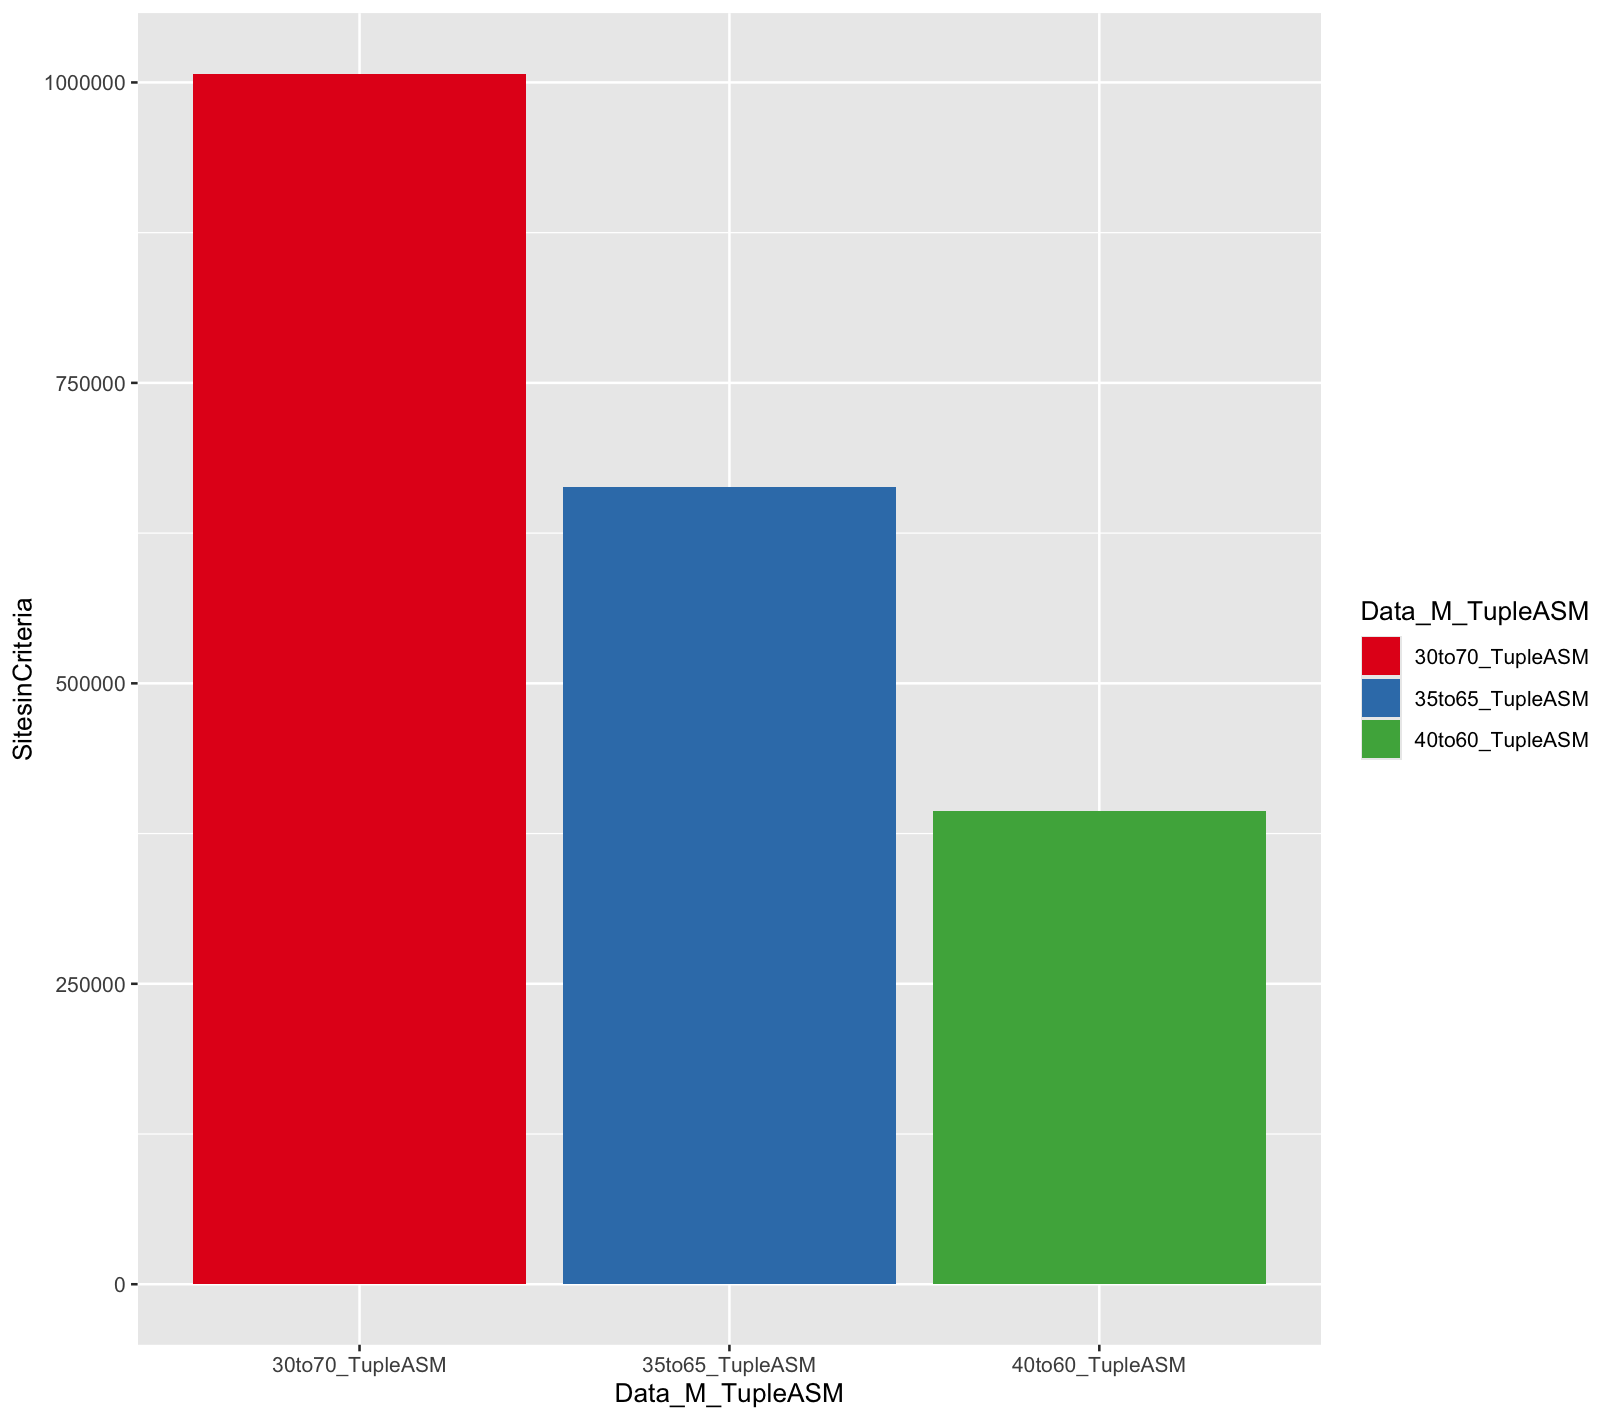 1000000
750000
500000
250000
0
SitesinCriteria
30to70_TupleASM
35to65_TupleASM
40to60_TupleASM
Data_M_TupleASM
Data_M_TupleASM
30to70_TupleASM
35to65_TupleASM
40to60_TupleASM